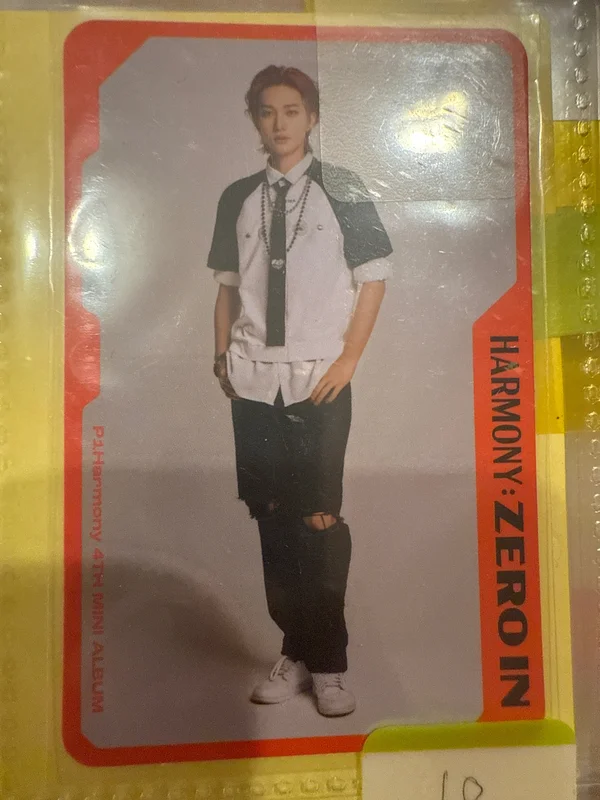 HARMONY: ZERO IN
P1Harmony 4TH MINI ALBUM